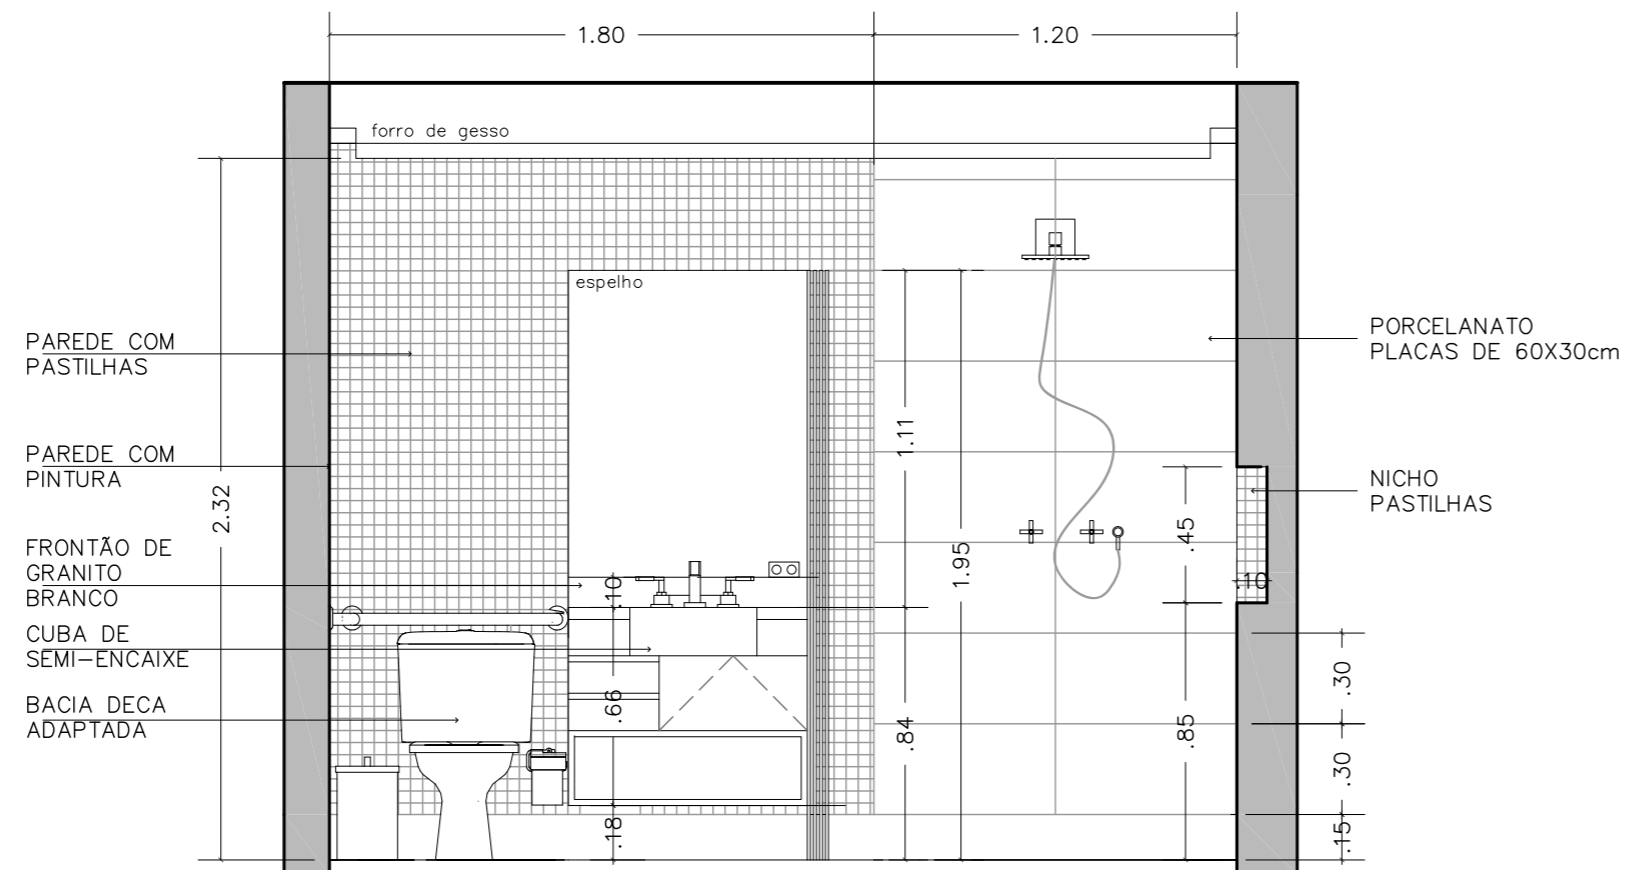 1.80
1.20
forro de gesso
espelho
PAREDE COM
PASTILHAS
PAREDE COM
PINTURA
FRONTÃO DE
GRANITO
BRANCO
CUBA DE
SEMI-ENCAIXE
BACIA DECA
ADAPTADA
2.32
.10
.66
.18
1.11
.84
1.95
.45
.85
.10
PORCELANATO
PLACAS DE 60X30cm
NICHO
PASTILHAS
.30
.30
.15